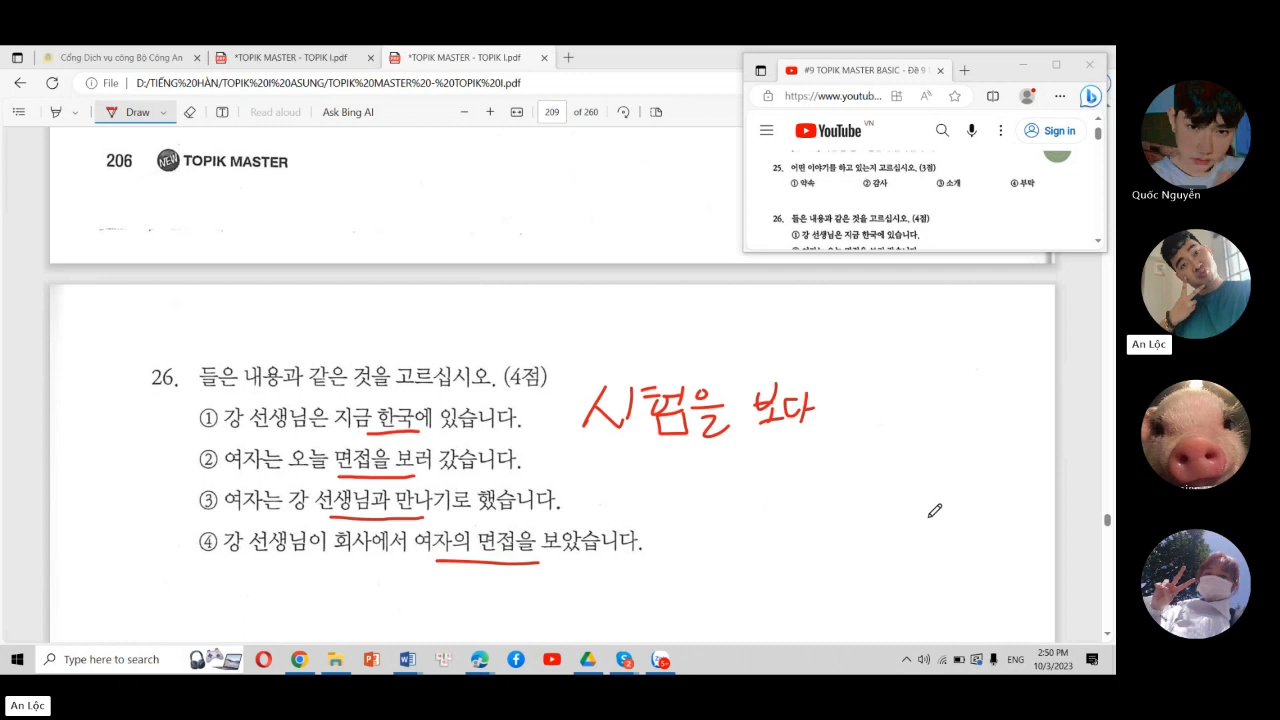 Cổng Dịch vụ công Bộ Công An
*TOPIK MASTER - TOPIK I.pdf
*TOPIK MASTER - TOPIK I.pdf
File
D:/TIẾNG%20HÀN/TOPIK%20I%20ASUNG/TOPIK%20MASTER%20-%20TOPIK%20I.pdf
Draw
Read aloud
Ask Bing AI
209 of 260
#9 TOPIK MASTER BASIC - Đề 9
https://www.youtub...
YouTube VN
Sign in
25. 어떤 이야기를 하고 있는지 고르십시오. (3점)
① 약속 ② 감사 ③ 소개 ④ 부탁
26. 들은 내용과 같은 것을 고르십시오. (4점)
① 강 선생님은 지금 한국에 있습니다.
206 NEW TOPIK MASTER
26. 들은 내용과 같은 것을 고르십시오. (4점)
① 강 선생님은 지금 한국에 있습니다.
② 여자는 오늘 면접을 보러 갔습니다.
③ 여자는 강 선생님과 만나기로 했습니다.
④ 강 선생님이 회사에서 여자의 면접을 보았습니다.
시험을 보다
Type here to search
ENG
2:50 PM
10/3/2023
Quốc Nguyễn
An Lộc
An Lộc